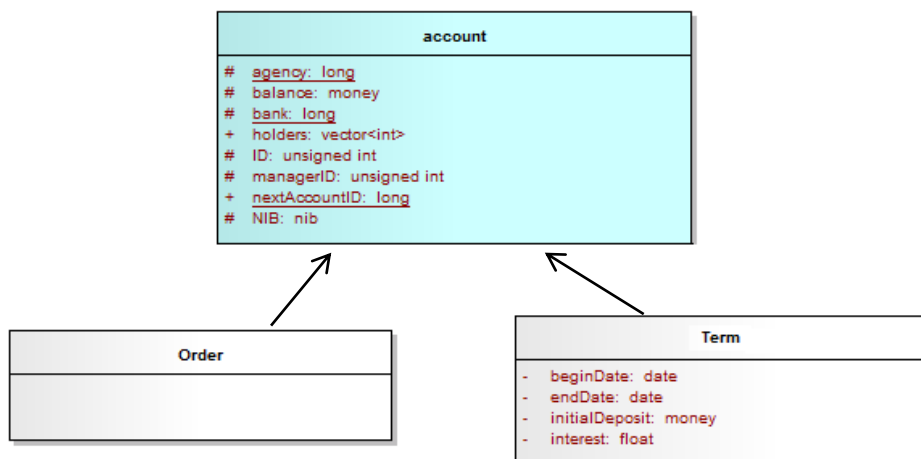 account
# agency: long
# balance: money
# bank: long
+ holders: vector<int>
# ID: unsigned int
# managerID: unsigned int
+ nextAccountID: long
# NIB: nib
Order
Term
- beginDate: date
- endDate: date
- initialDeposit: money
- interest: float